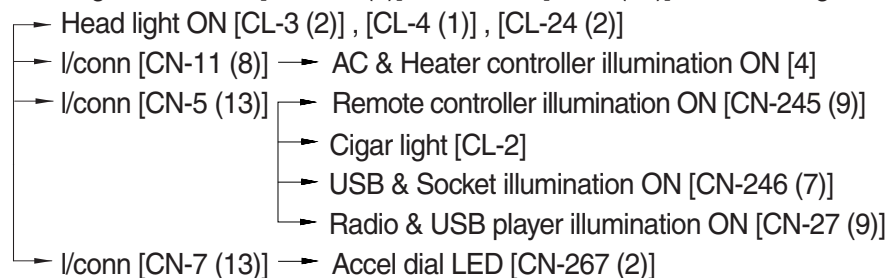 Head light ON [CL-3 (2)] , [CL-4 (1)] , [CL-24 (2)]
I/conn [CN-11 (8)] → AC & Heater controller illumination ON [4]
I/conn [CN-5 (13)] → Remote controller illumination ON [CN-245 (9)]
Cigar light [CL-2]
USB & Socket illumination ON [CN-246 (7)]
Radio & USB player illumination ON [CN-27 (9)]
I/conn [CN-7 (13)] → Accel dial LED [CN-267 (2)]